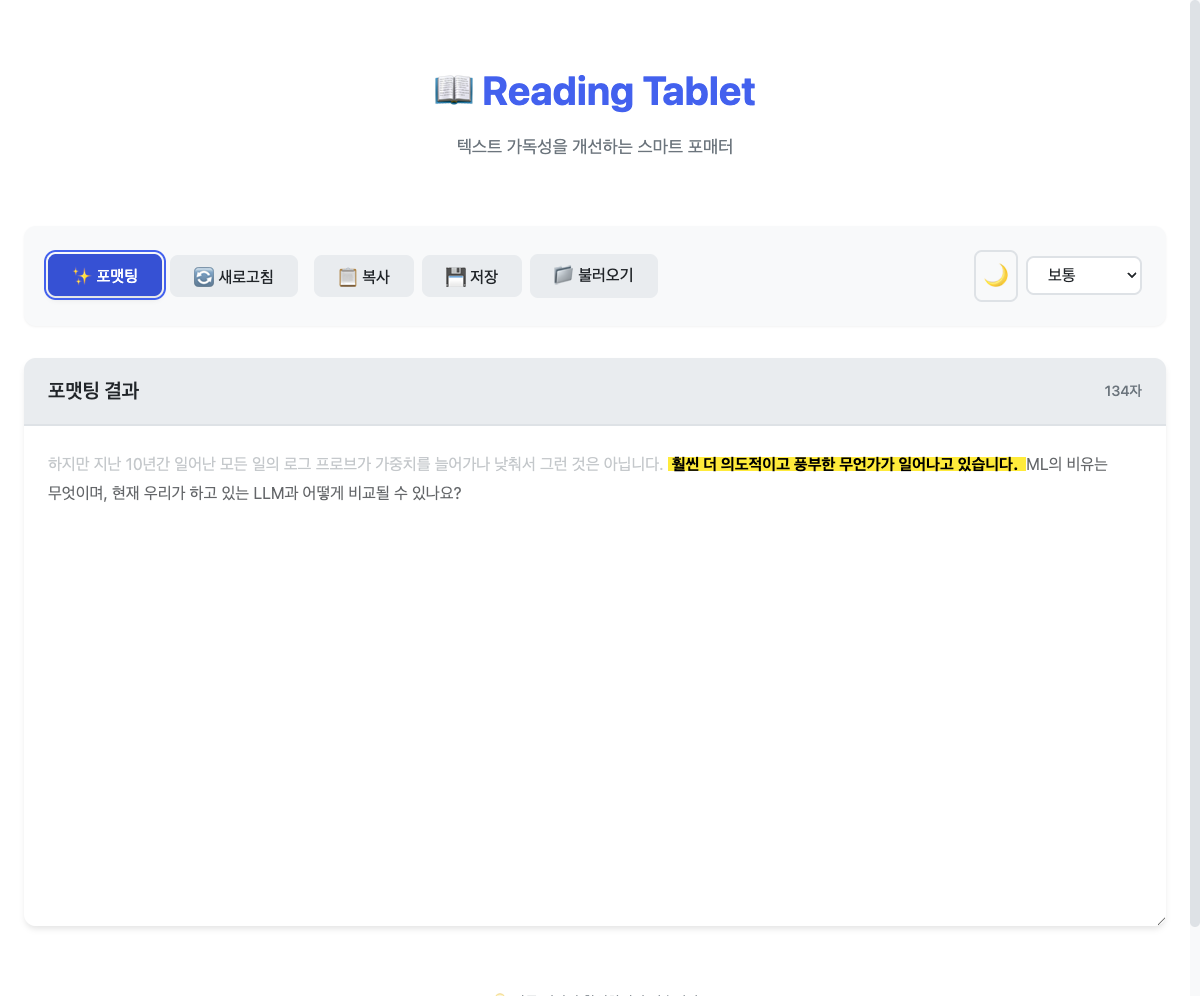 📖 Reading Tablet
텍스트 가독성을 개선하는 스마트 포매터
✨ 포맷팅 🔄 새로고침 📋 복사 💾 저장 📁 불러오기 🌙 보통
포맷팅 결과 134자
하지만 지난 10년간 일어난 모든 일의 로그 프로브가 가중치를 늘어가나 낮춰서 그런 것은 아닙니다. 훨씬 더 의도적이고 풍부한 무언가가 일어나고 있습니다. ML의 비유는
무엇이며, 현재 우리가 하고 있는 LLM과 어떻게 비교될 수 있나요?